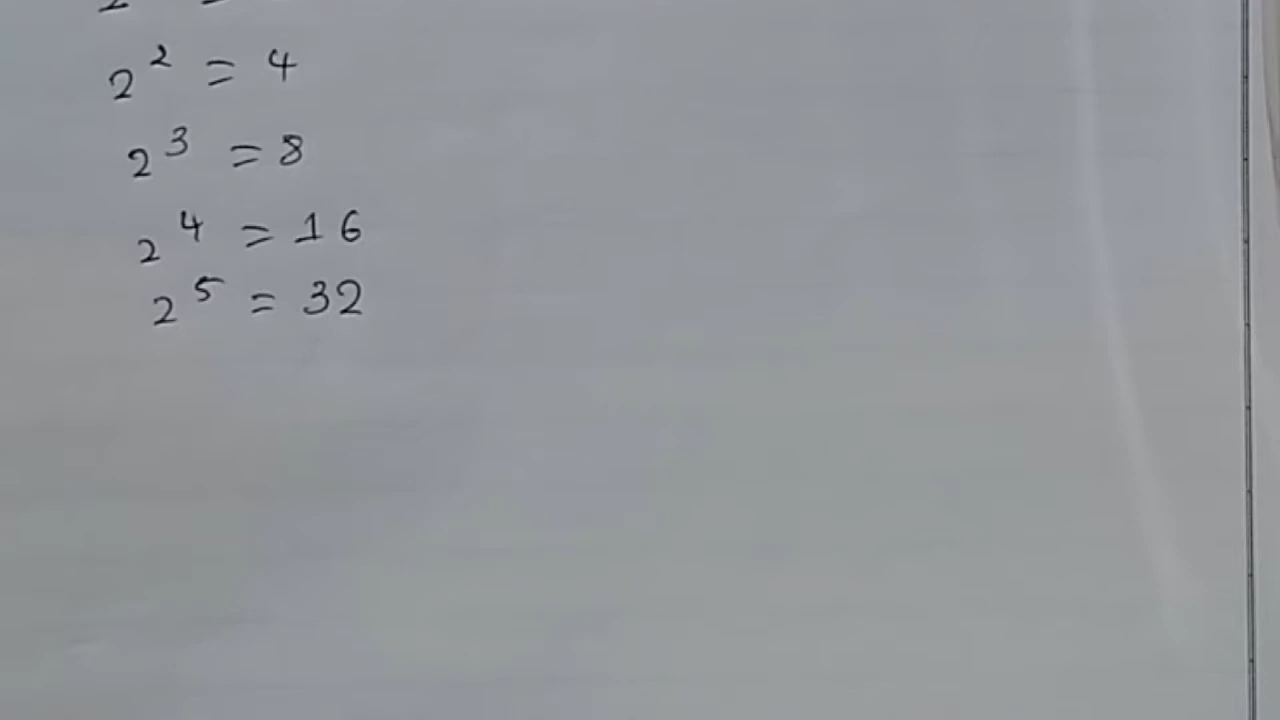 2² = 4
2³ = 8
2⁴ = 16
2⁵ = 32